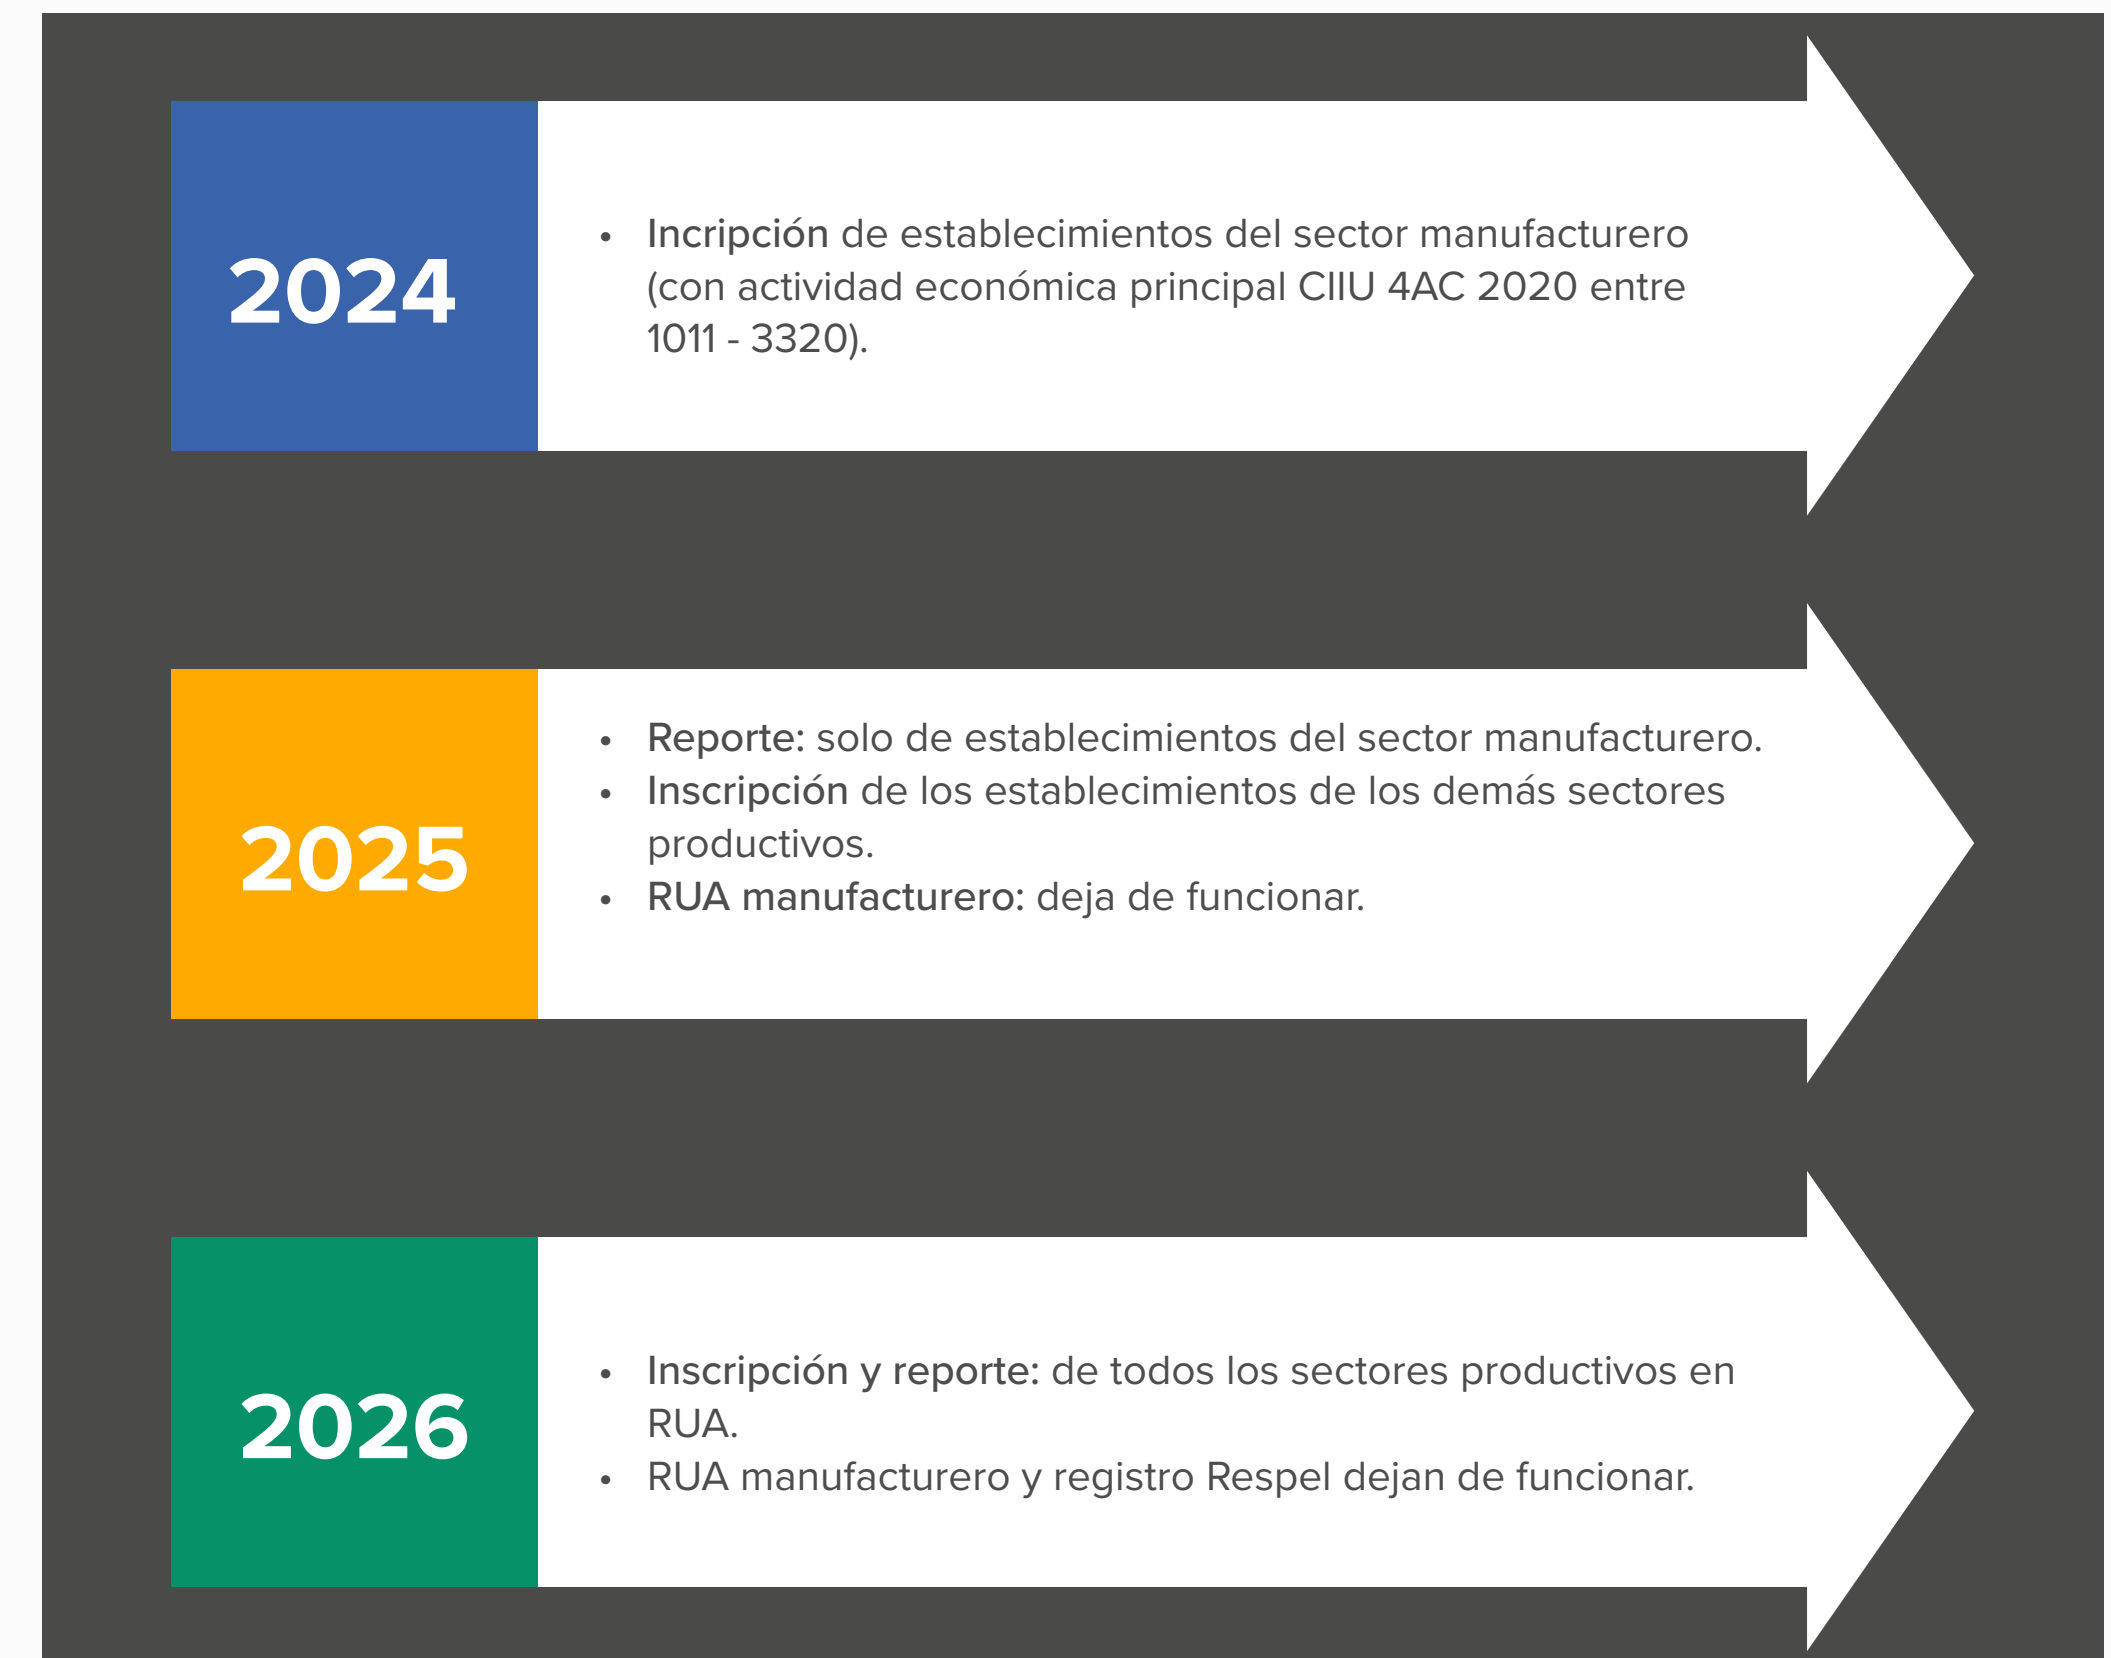 2024
• Incripción de establecimientos del sector manufacturero
(con actividad económica principal CIIU 4AC 2020 entre
1011 - 3320).
2025
• Reporte: solo de establecimientos del sector manufacturero.
• Inscripción de los establecimientos de los demás sectores
productivos.
• RUA manufacturero: deja de funcionar.
2026
• Inscripción y reporte: de todos los sectores productivos en
RUA.
• RUA manufacturero y registro Respel dejan de funcionar.